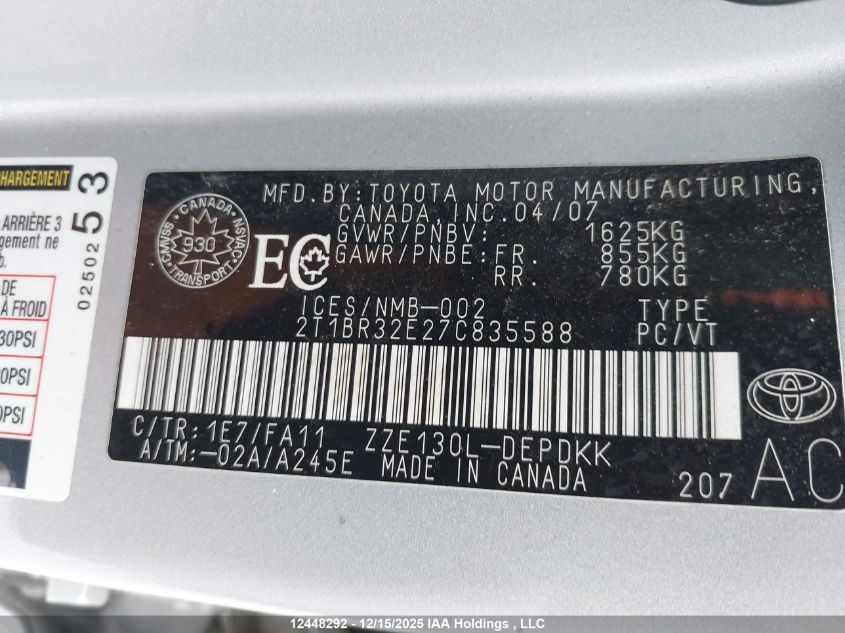 CHARGEMENT
ARRIÈRE 3
gement ne
b.
DE
À FROID
30PSI
0PSI
0PSI
02502 53
CANADA
CMVSS
NSVAC
930
TRANSPORT
EC
MFD.BY:TOYOTA MOTOR MANUFACTURING,
CANADA, INC.04/07
GVWR/PNBV: 1625KG
GAWR/PNBE:FR. 855KG
RR. 780KG
ICES/NMB-002 TYPE
2T1BR32E27C835588 PC/VT
C/TR:1E7/FA11 ZZE130L-DEPDKK
A/TM:-02A/A245E MADE IN CANADA
207 AC
12448292 - 12/15/2025 IAA Holdings , LLC